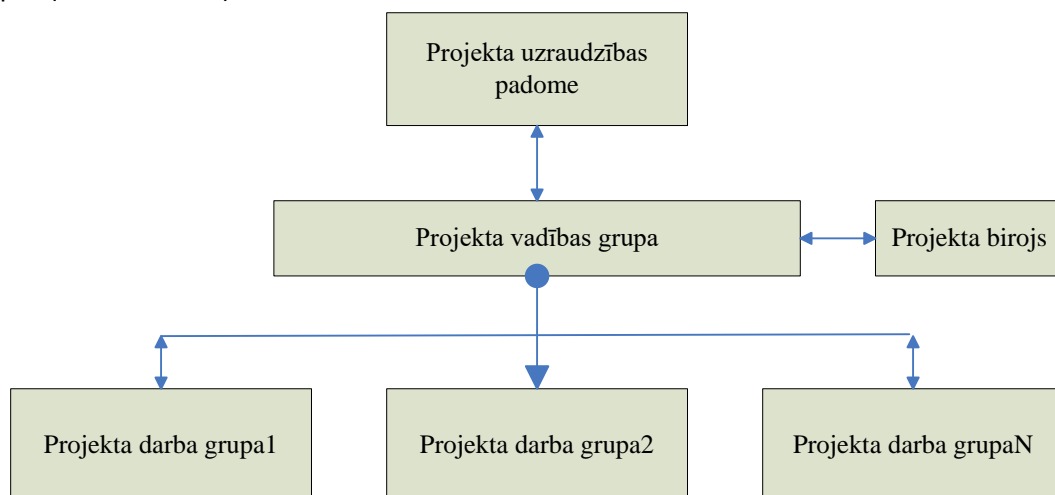 Projekta uzraudzības
padome
Projekta vadības grupa
Projekta birojs
Projekta darba grupa1
Projekta darba grupa2
Projekta darba grupaN